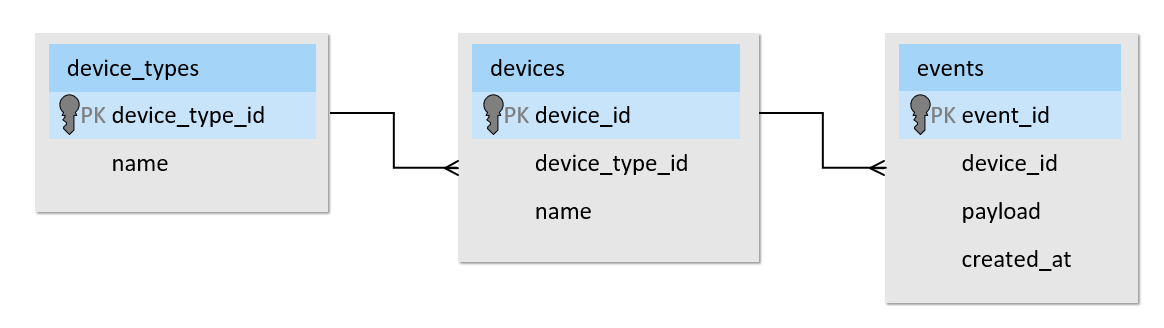 device_types
PK device_type_id
name
devices
PK device_id
device_type_id
name
events
PK event_id
device_id
payload
created_at